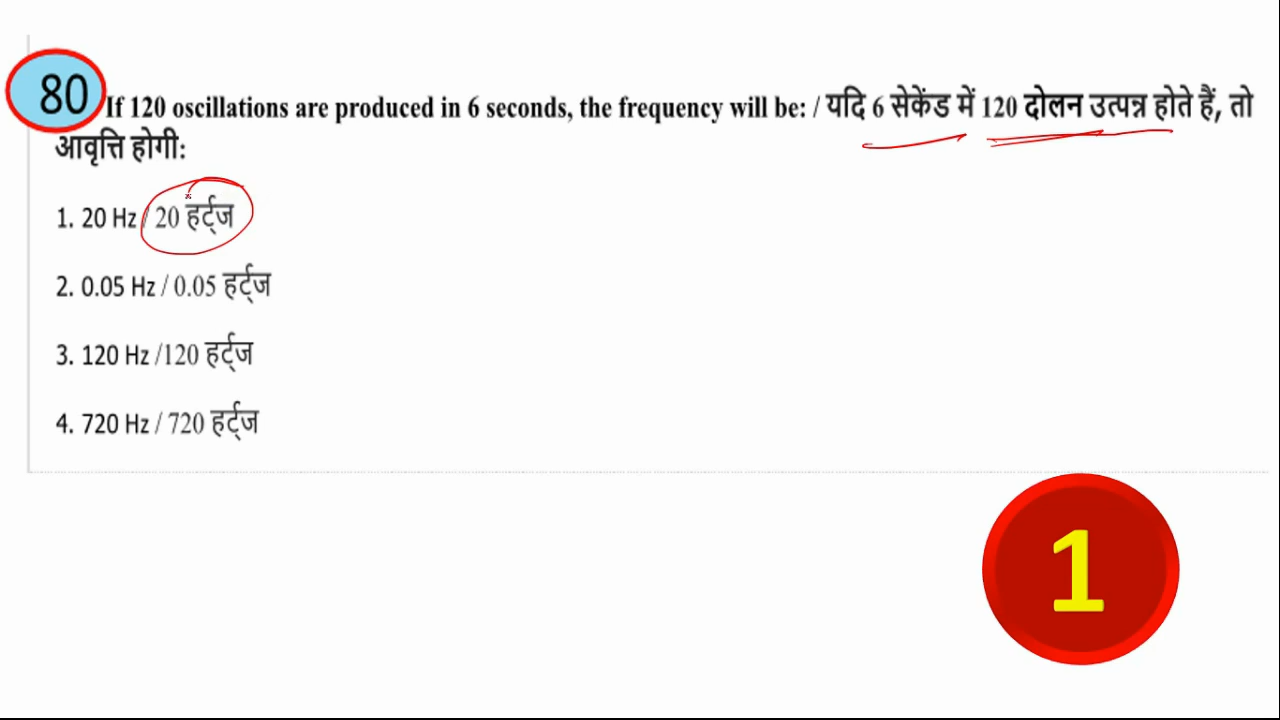 80 If 120 oscillations are produced in 6 seconds, the frequency will be: / यदि 6 सेकेंड में 120 दोलन उत्पन्न होते हैं, तो
आवृत्ति होगी:
1. 20 Hz / 20 हर्ट्ज
2. 0.05 Hz / 0.05 हर्ट्ज
3. 120 Hz /120 हर्ट्ज
4. 720 Hz / 720 हर्ट्ज
1